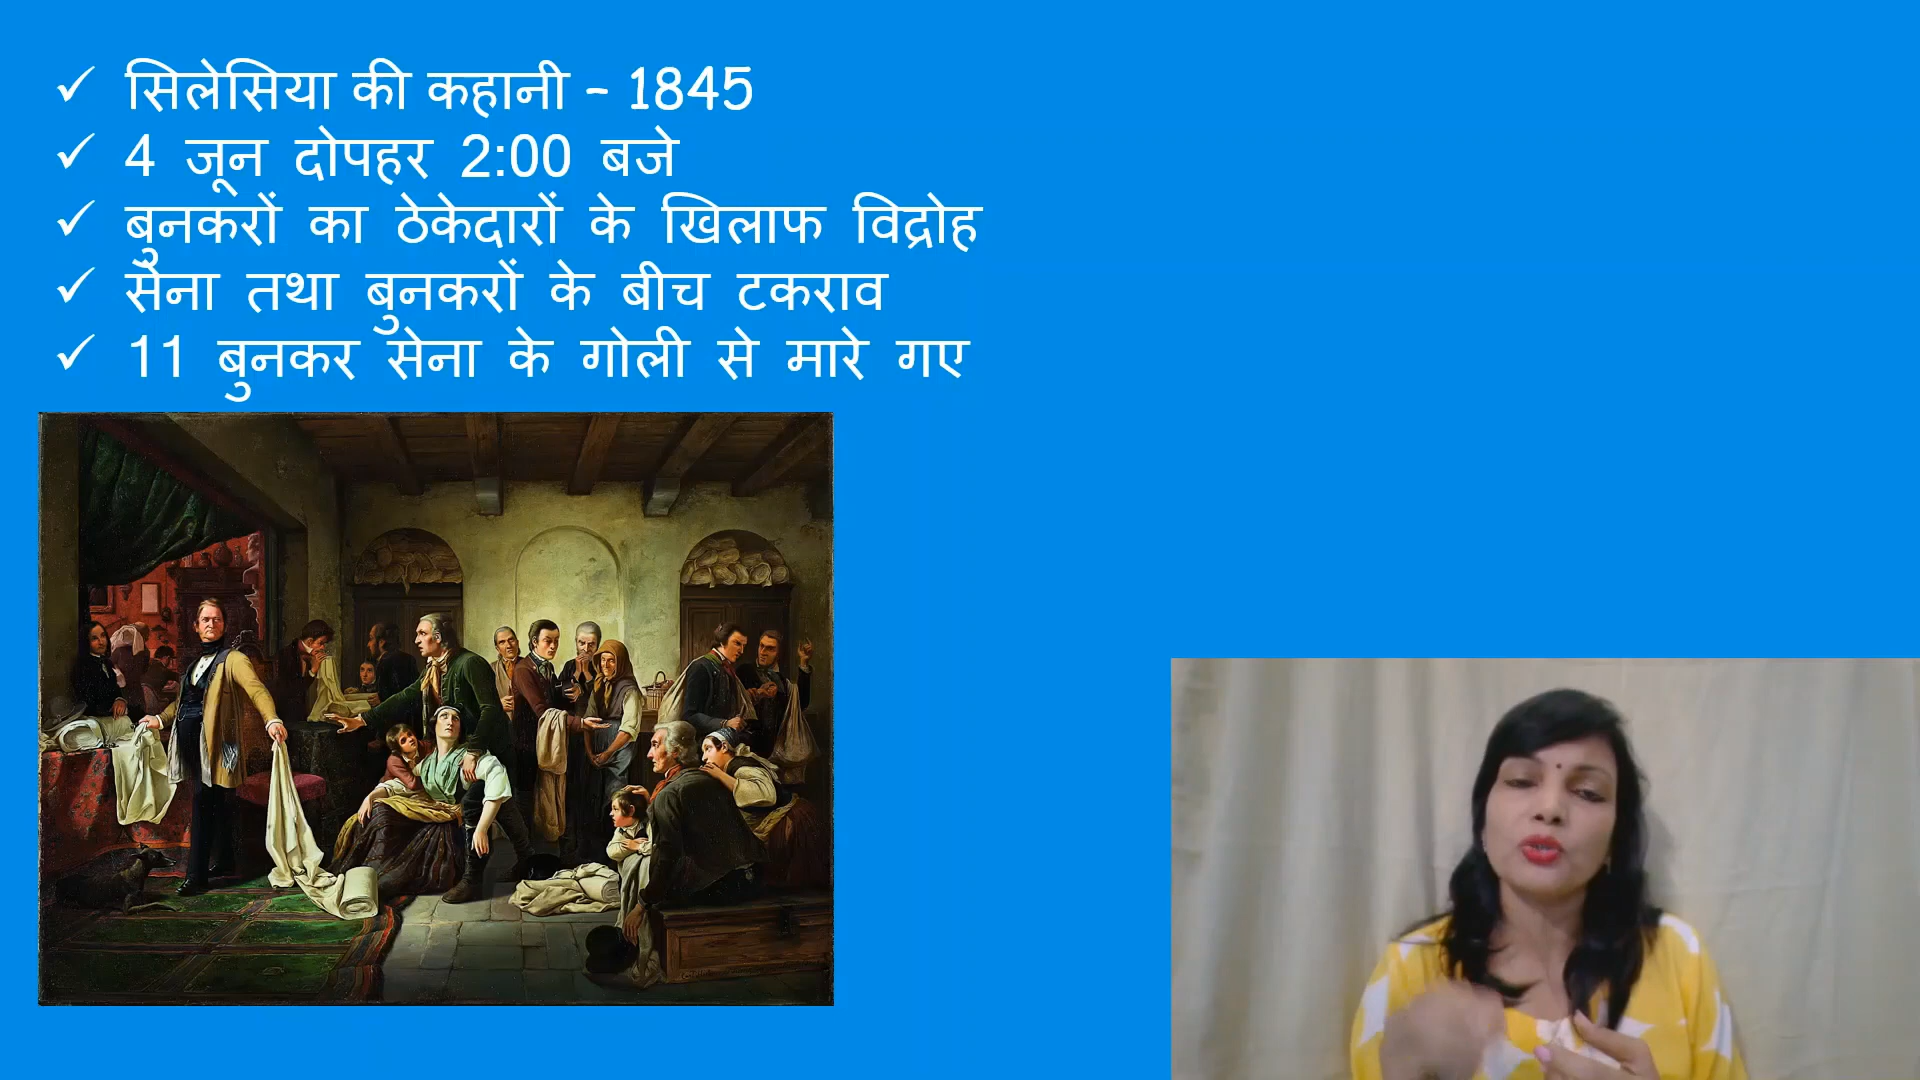 ✓ सिलेसिया की कहानी – 1845
✓ 4 जून दोपहर 2:00 बजे
✓ बुनकरों का ठेकेदारों के खिलाफ विद्रोह
✓ सेना तथा बुनकरों के बीच टकराव
✓ 11 बुनकर सेना के गोली से मारे गए